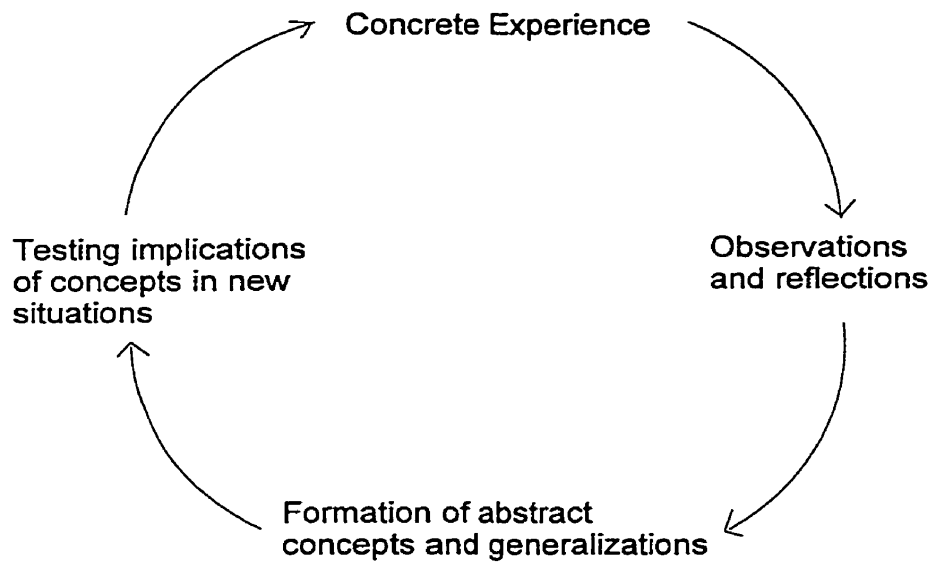 Concrete Experience
Observations
and reflections
Formation of abstract
concepts and generalizations
Testing implications
of concepts in new
situations